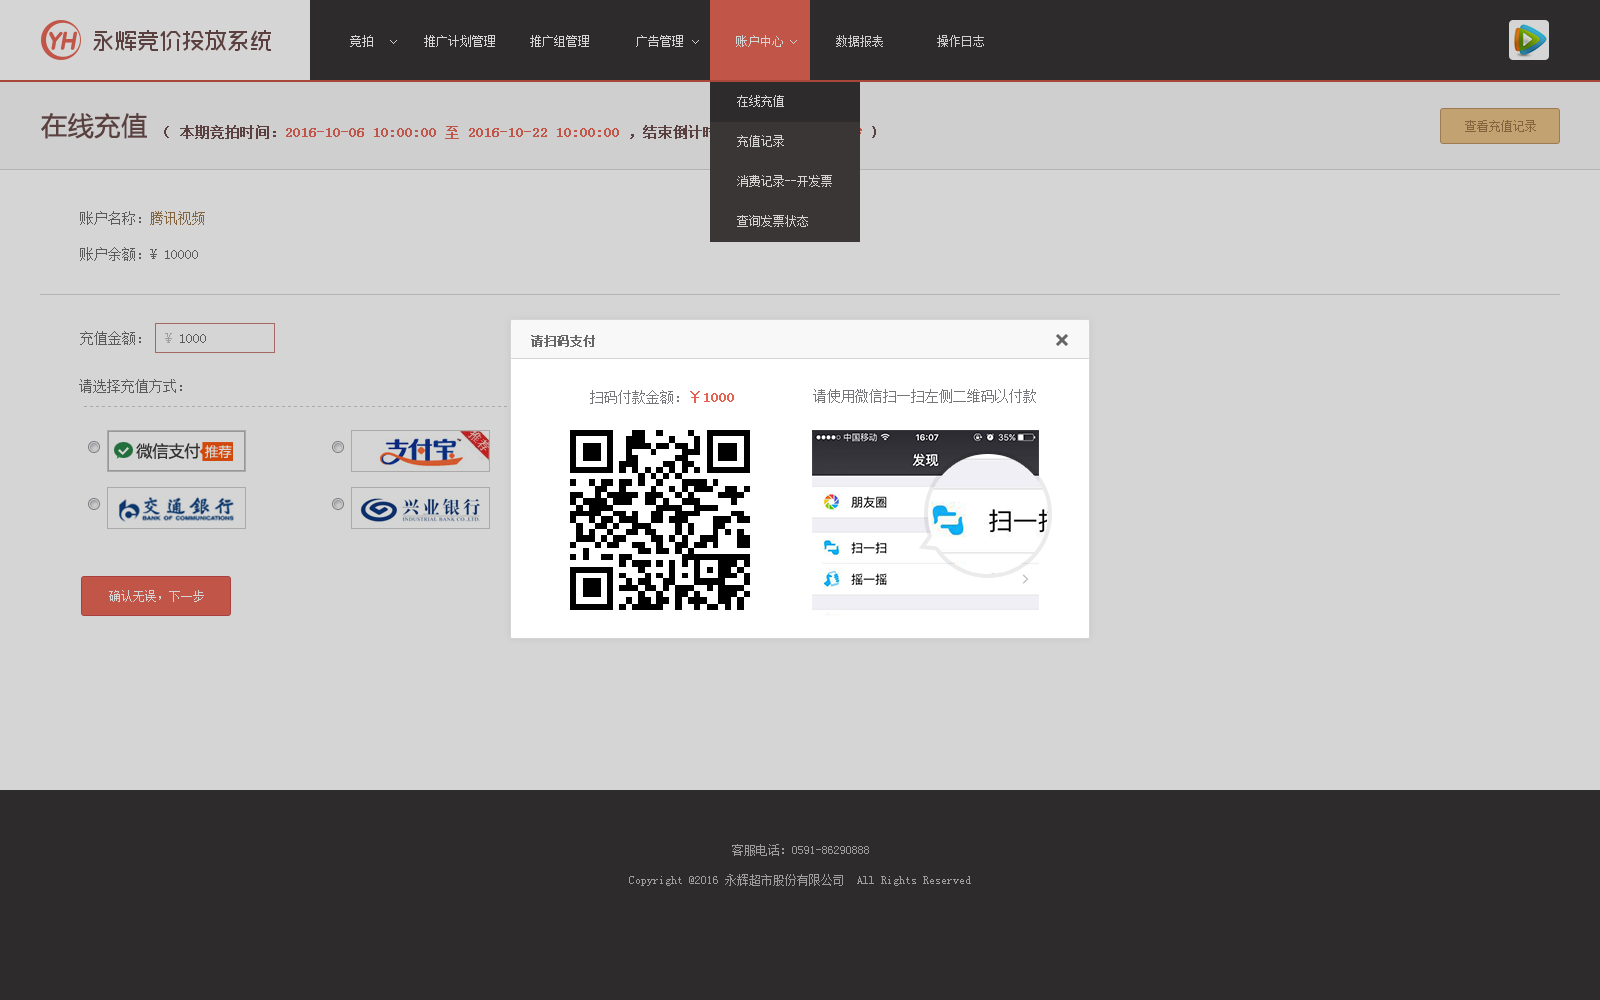 YH 永辉竞价投放系统
竞拍 推广计划管理 推广组管理 广告管理 账户中心 数据报表 操作日志
在线充值
充值记录
消费记录--开发票
查询发票状态
在线充值 （ 本期竞拍时间：2016-10-06 10:00:00 至 2016-10-22 10:00:00 ，结束倒计 ）
查看充值记录
账户名称：腾讯视频
账户余额：¥ 10000
充值金额： ¥ 1000
请选择充值方式：
微信支付 推荐
支付宝 推荐
交通銀行
BANK OF COMMUNICATIONS
兴业银行
INDUSTRIAL BANK CO.,LTD.
确认无误，下一步
请扫码支付
扫码付款金额：￥1000
请使用微信扫一扫左侧二维码以付款
中国移动 16:07 35%
发现
朋友圈
扫一扫
摇一摇
扫一扫
客服电话：0591-86290888
Copyright @2016 永辉超市股份有限公司 All Rights Reserved